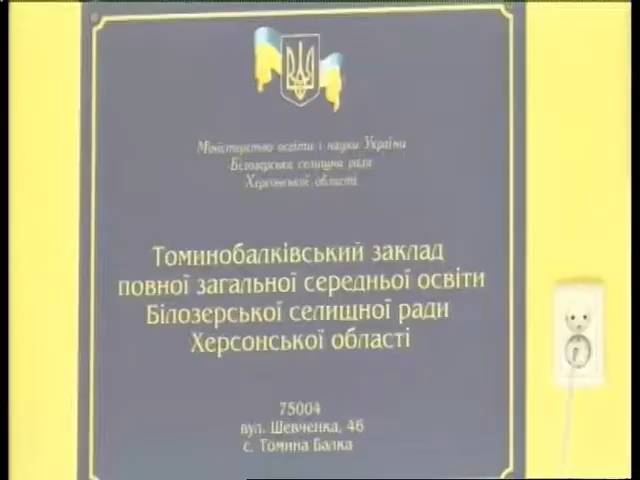 Міністерство освіти і науки України
Білозерська селищна рада
Херсонської області
Томинобалківський заклад
повної загальної середньої освіти
Білозерської селищної ради
Херсонської області
75004
вул. Шевченка, 46
с. Томина Балка